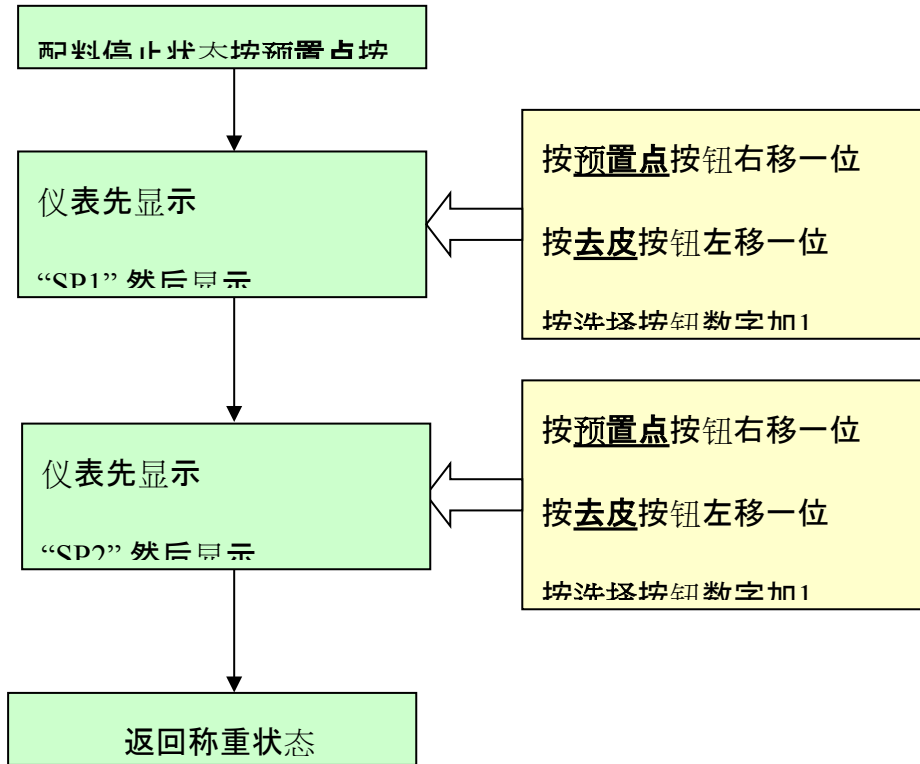 配料停止状态按预置点按
仪表先显示
“SP1” 然后显示
按预置点按钮右移一位
按去皮按钮左移一位
按选择按钮数字加1
仪表先显示
“SP2” 然后显示
按预置点按钮右移一位
按去皮按钮左移一位
按选择按钮数字加1
返回称重状态